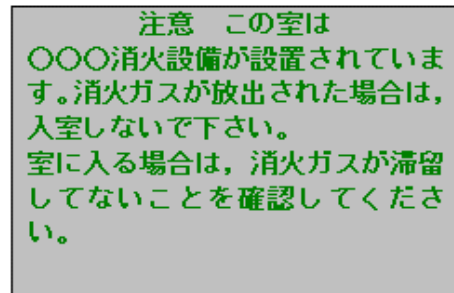 注意　この室は
〇〇〇消火設備が設置されていま
す。消火ガスが放出された場合は,
入室しないで下さい。
室に入る場合は,消火ガスが滞留
してないことを確認してくださ
い。